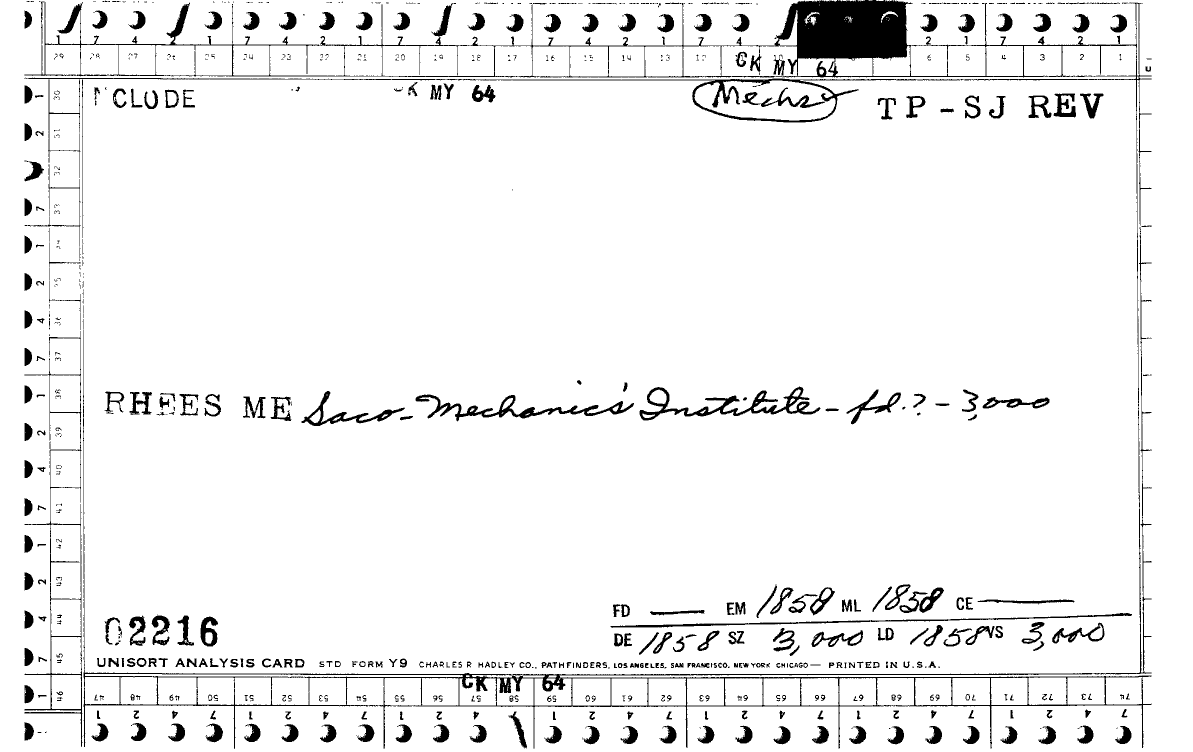 1 7 4 2 1 7 4 2 1 7 4 2 1 7 4 2 1 7 4 2 2 1 7 4 2 1
29 28 27 26 25 24 23 22 21 20 19 18 17 16 15 14 13 12 6 5 4 3 2 1
CK MY 64
NCLUDE CK MY 64 Mechs TP-SJ REV
RHEES ME Saco-Mechanic's Institute-fd.?-3,000
FD — EM 1858 ML 1858 CE —
02216
DE 1858 SZ 3,000 LD 1858 VS 3,000
UNISORT ANALYSIS CARD STD FORM Y9 CHARLES R HADLEY CO., PATHFINDERS, LOS ANGELES, SAN FRANCISCO, NEW YORK CHICAGO — PRINTED IN U.S.A.
CK MY 64
47 48 49 50 51 52 53 54 55 56 57 58 59 60 61 62 63 64 65 66 67 68 69 70 71 72 73 74
1 2 4 7 1 2 4 7 1 2 4 1 2 4 7 1 2 4 7 1 2 4 7 1 2 4 7